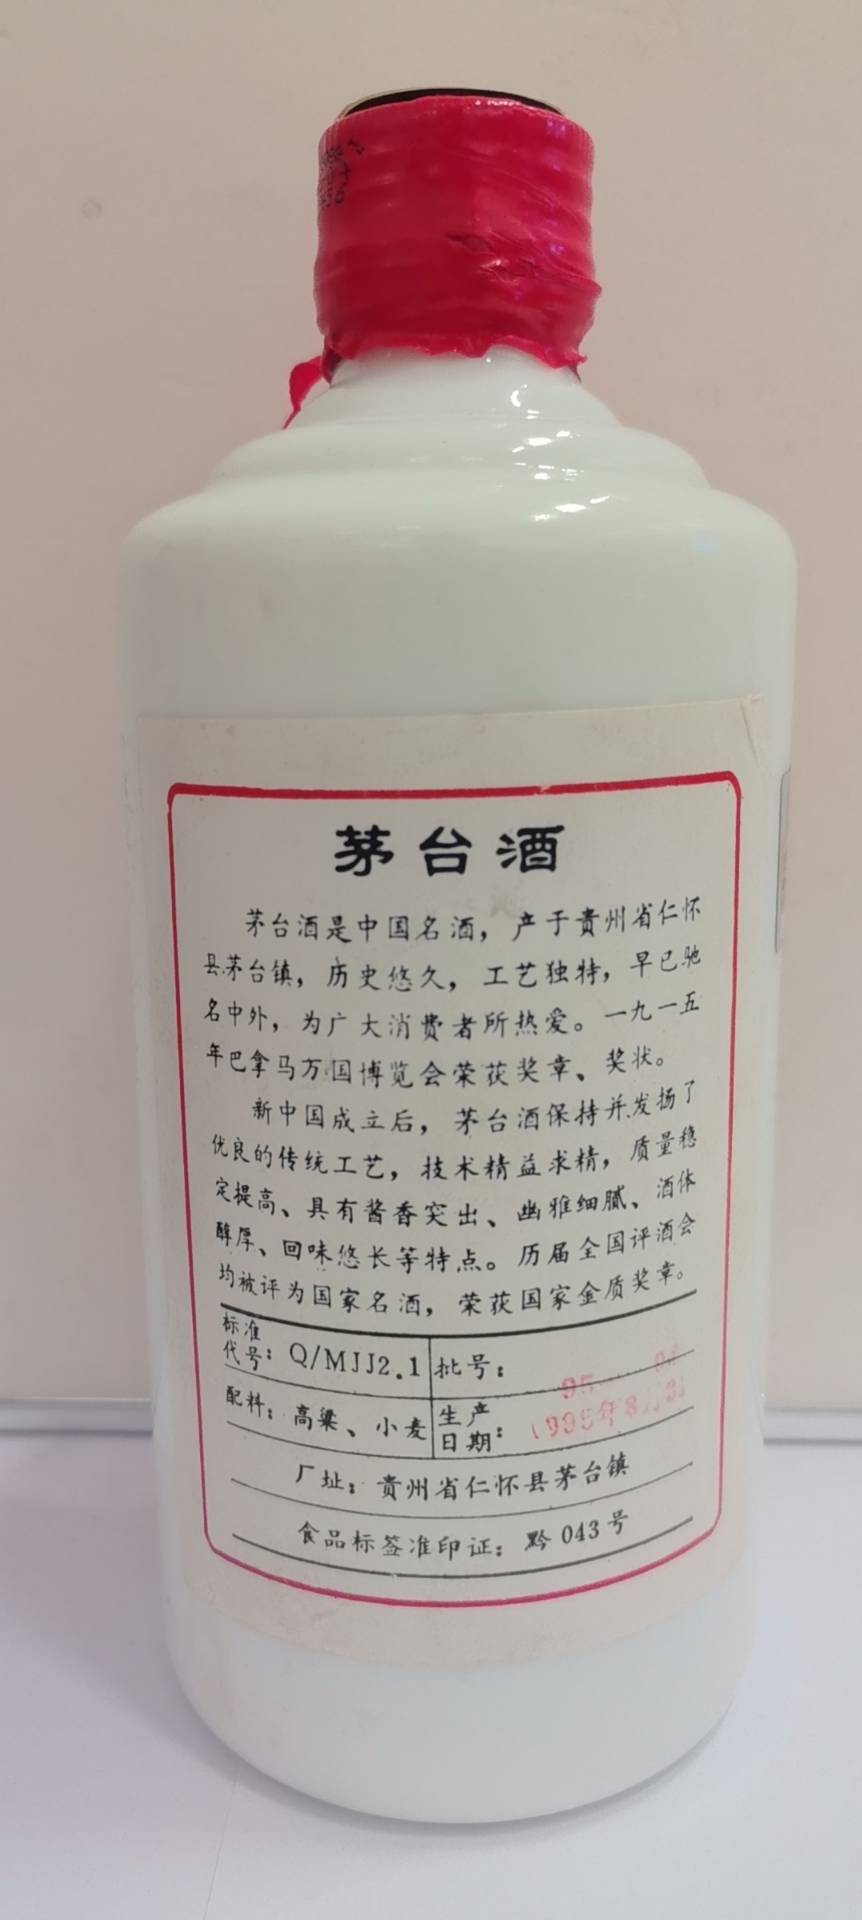 茅台酒
茅台酒是中国名酒，产于贵州省仁怀
县茅台镇，历史悠久，工艺独特，早已驰
名中外，为广大消费者所热爱。一九一五
年巴拿马万国博览会荣获奖章、奖状。
新中国成立后，茅台酒保持并发扬了
优良的传统工艺，技术精益求精，质量稳
定提高、具有酱香突出、幽雅细腻、酒体
醇厚、回味悠长等特点。历届全国评酒会
均被评为国家名酒，荣获国家金质奖章。
标准代号：Q/MJJ2.1 批号：95
配料：高粱、小麦 生产日期：1995年8月
厂址：贵州省仁怀县茅台镇
食品标签准印证：黔 043 号